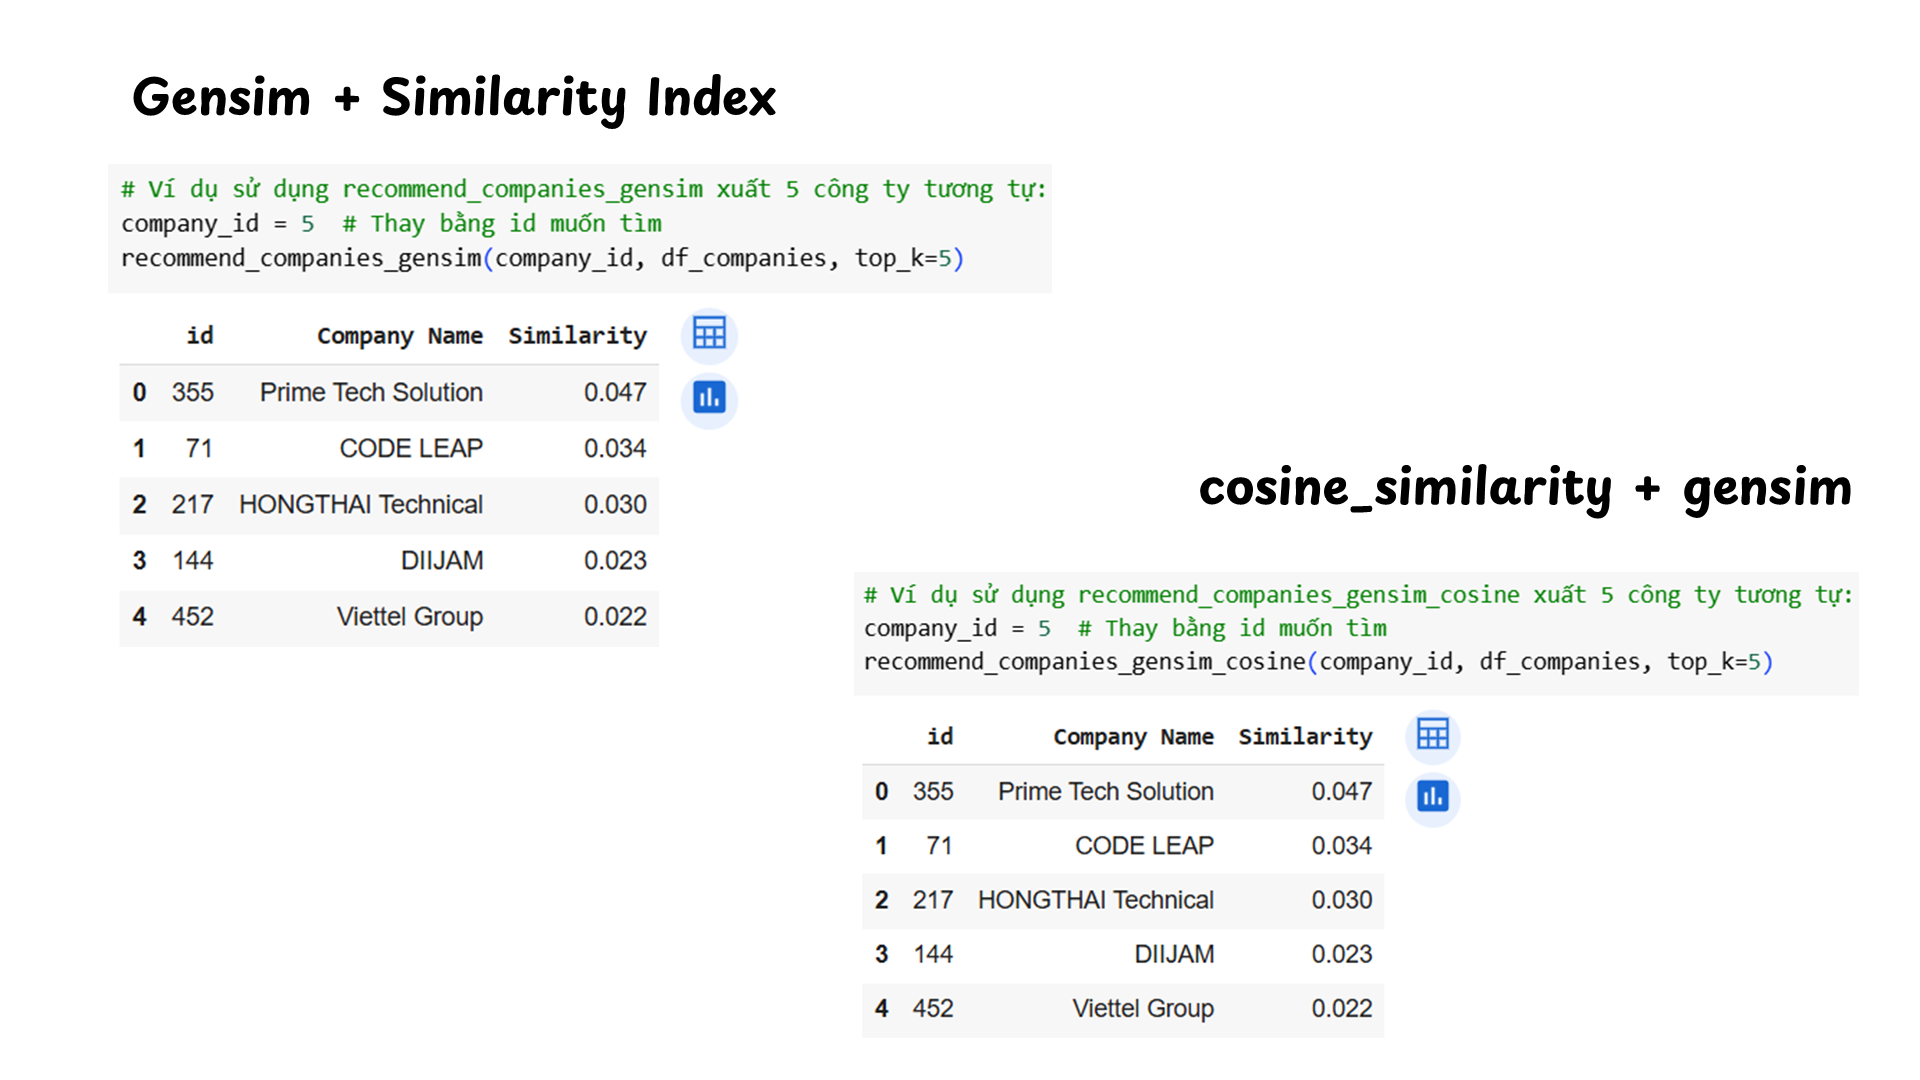 Gensim + Similarity Index
# Ví dụ sử dụng recommend_companies_gensim xuất 5 công ty tương tự:
company_id = 5  # Thay bằng id muốn tìm
recommend_companies_gensim(company_id, df_companies, top_k=5)
id Company Name Similarity
0 355 Prime Tech Solution 0.047
1 71 CODE LEAP 0.034
2 217 HONGTHAI Technical 0.030
3 144 DIIJAM 0.023
4 452 Viettel Group 0.022
cosine_similarity + gensim
# Ví dụ sử dụng recommend_companies_gensim_cosine xuất 5 công ty tương tự:
company_id = 5  # Thay bằng id muốn tìm
recommend_companies_gensim_cosine(company_id, df_companies, top_k=5)
id Company Name Similarity
0 355 Prime Tech Solution 0.047
1 71 CODE LEAP 0.034
2 217 HONGTHAI Technical 0.030
3 144 DIIJAM 0.023
4 452 Viettel Group 0.022